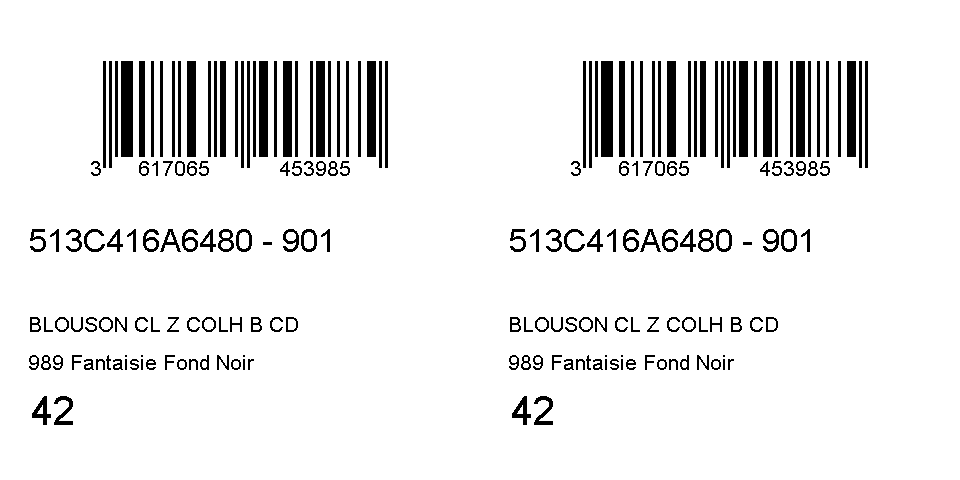 3 617065 453985
3 617065 453985
513C416A6480 - 901
513C416A6480 - 901
BLOUSON CL Z COLH B CD
BLOUSON CL Z COLH B CD
989 Fantaisie Fond Noir
989 Fantaisie Fond Noir
42
42